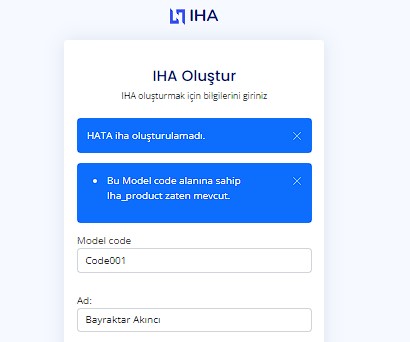 IHA
IHA Oluştur
IHA oluşturmak için bilgilerini giriniz
HATA iha oluşturulamadı.
Bu Model code alanına sahip
Iha_product zaten mevcut.
Model code
Code001
Ad:
Bayraktar Akıncı